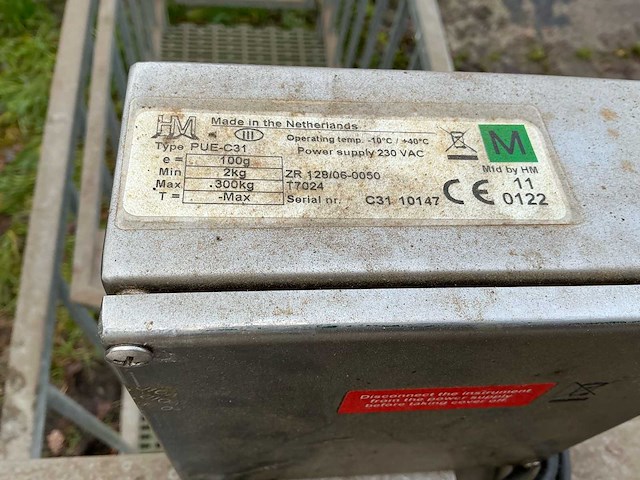 HM
III
Made in the Netherlands
Operating temp. -10°C / +40°C
Type PUE-C31
Power supply 230 VAC
M
e = 100g
Min 2kg
ZR 128/06-0050
Mfd by HM
Max 300kg
T7024
CE 11
T = -Max
Serial nr. C31 10147
0122
Disconnect the instrument
from the power supply
before taking cover off.